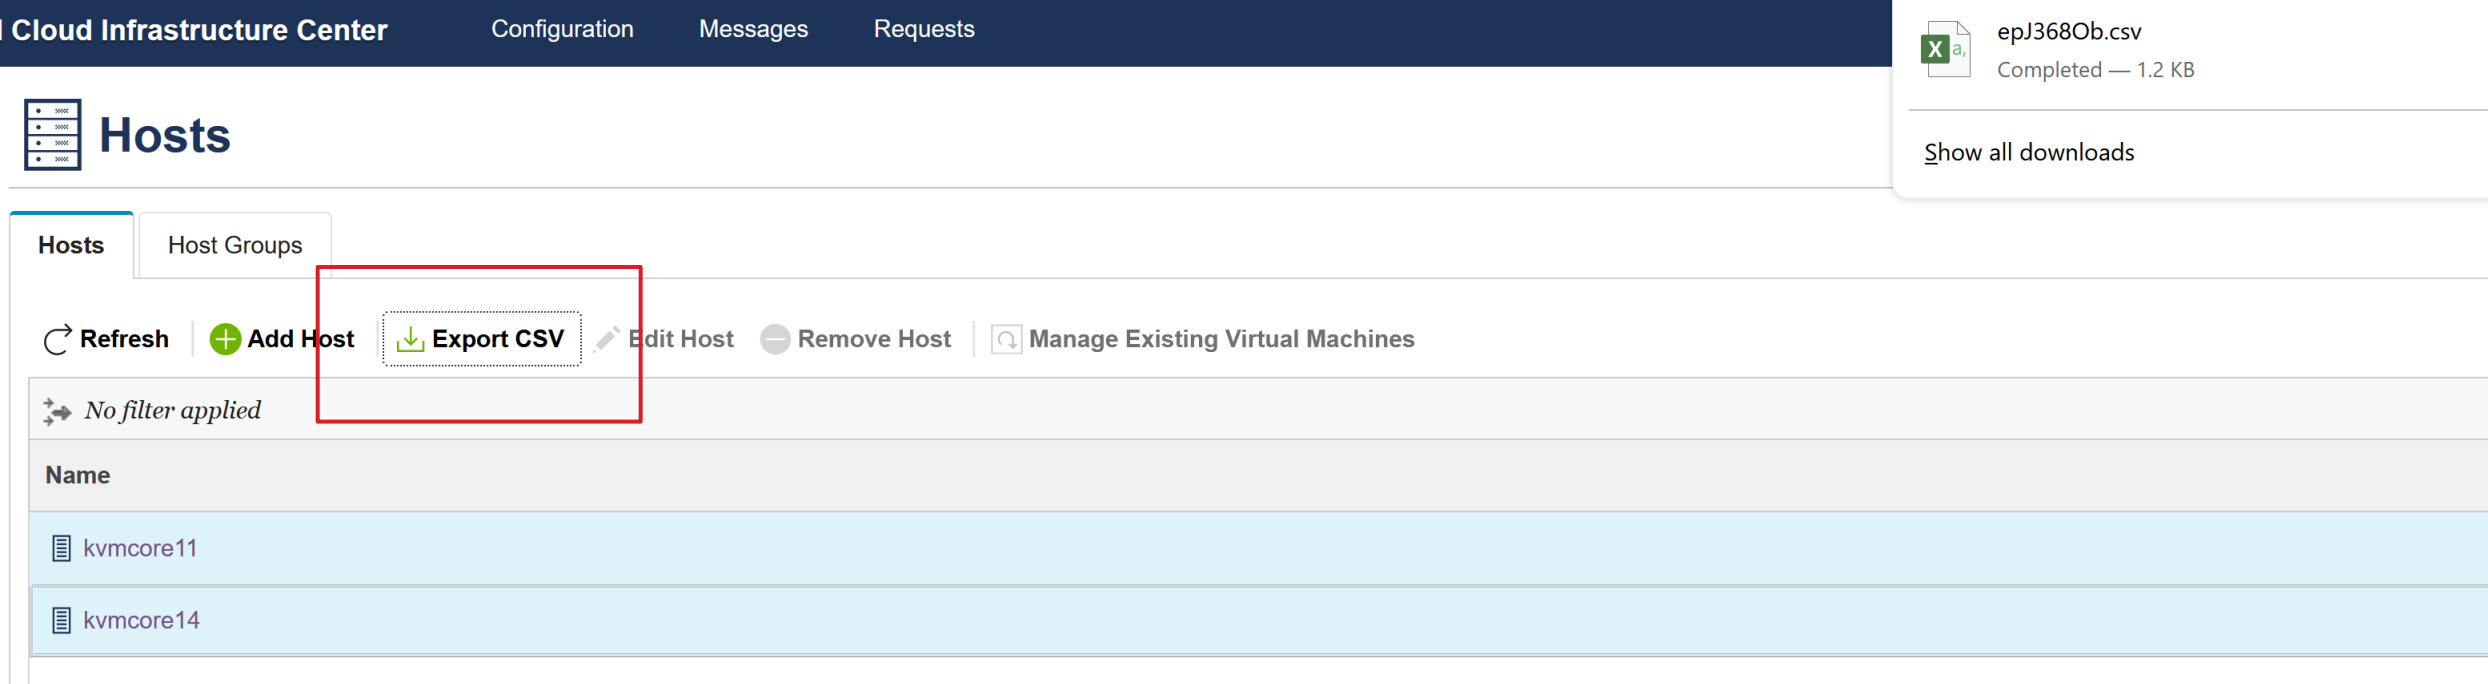 Cloud Infrastructure Center
Configuration
Messages
Requests
epJ368Ob.csv
Completed — 1.2 KB
Show all downloads
Hosts
Hosts
Host Groups
Refresh
Add Host
Export CSV
Edit Host
Remove Host
Manage Existing Virtual Machines
No filter applied
Name
kvmcore11
kvmcore14